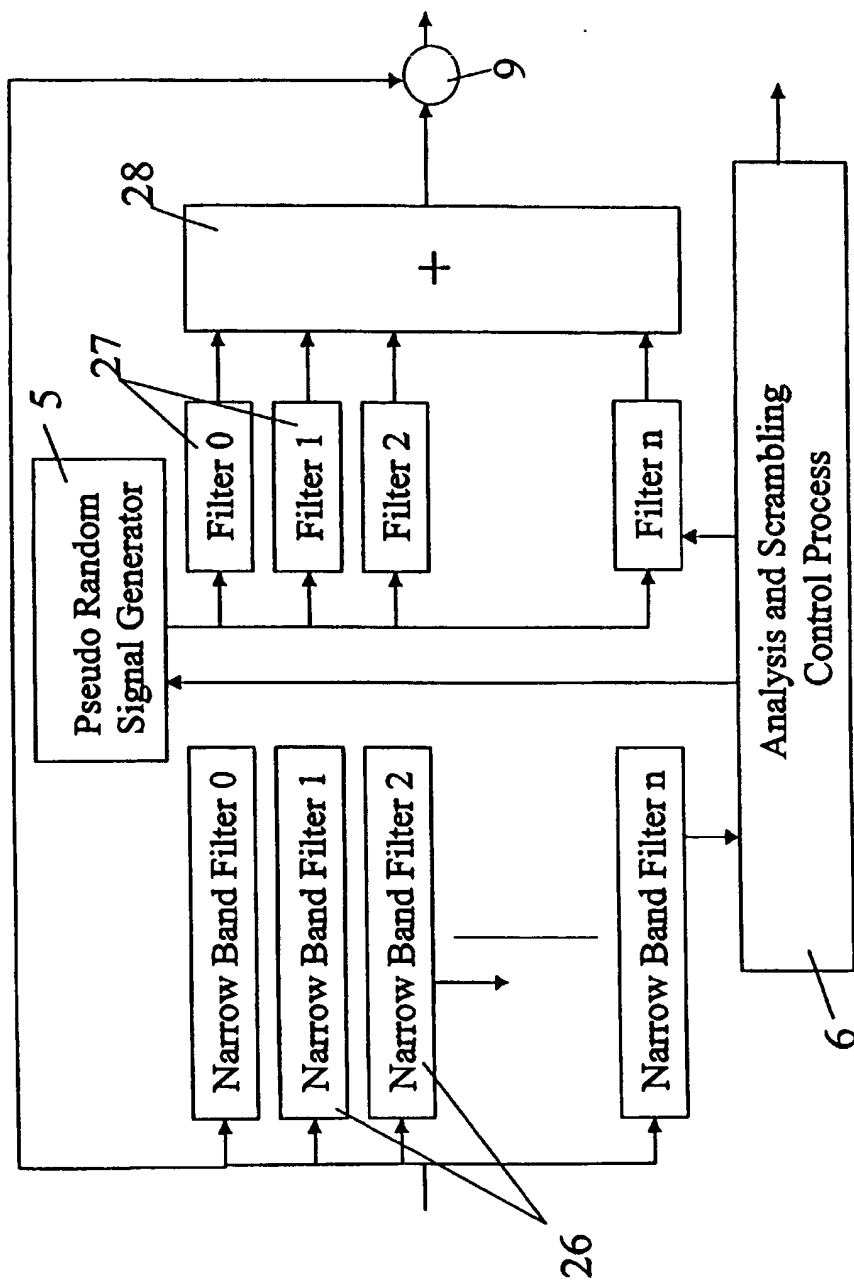 5
Pseudo Random
Signal Generator
28
27
Narrow Band Filter 0
Filter 0
Narrow Band Filter 1
Filter 1
Narrow Band Filter 2
Filter 2
+
9
26
Narrow Band Filter n
Filter n
Analysis and Scrambling
Control Process
6